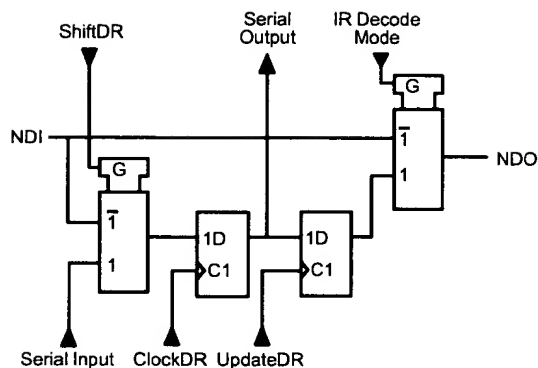 ShiftDR
Serial
Output
IR Decode
Mode
G
NDI
1
1
NDO
G
1
1
1D
C1
1D
C1
Serial Input
ClockDR
UpdateDR